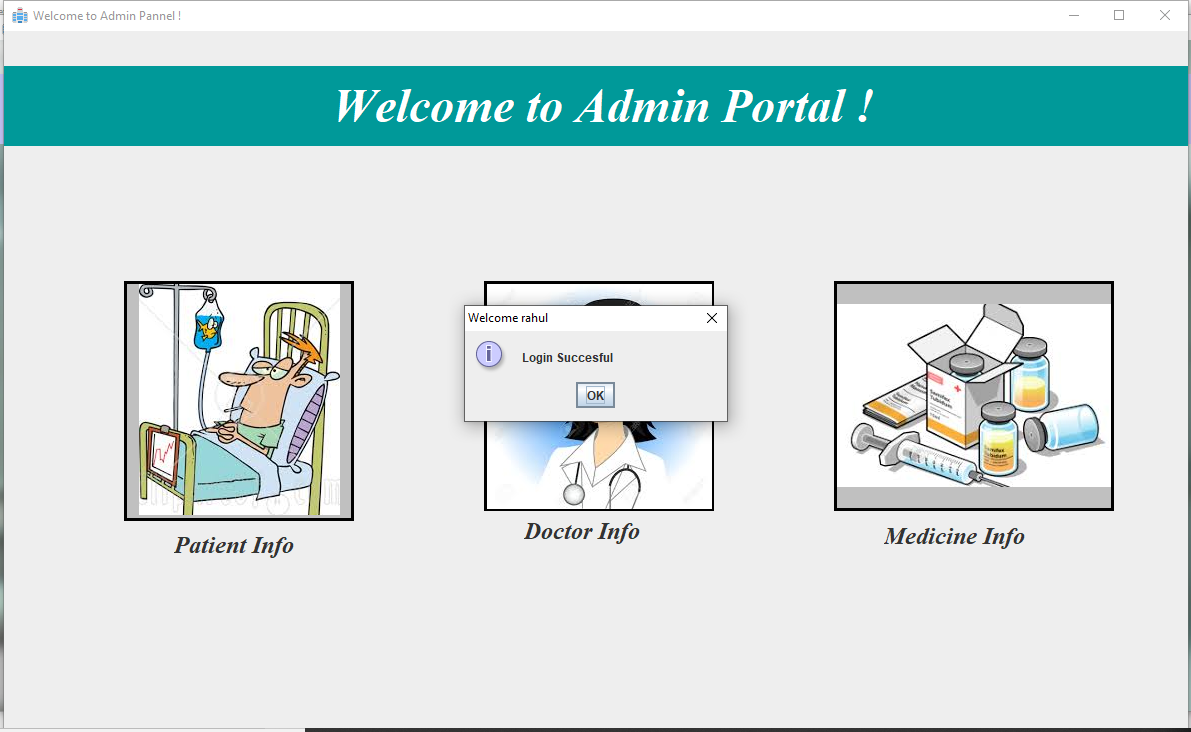 Welcome to Admin Pannel !
Welcome to Admin Portal !
Welcome rahul
Login Succesful
OK
Patient Info
Doctor Info
Medicine Info